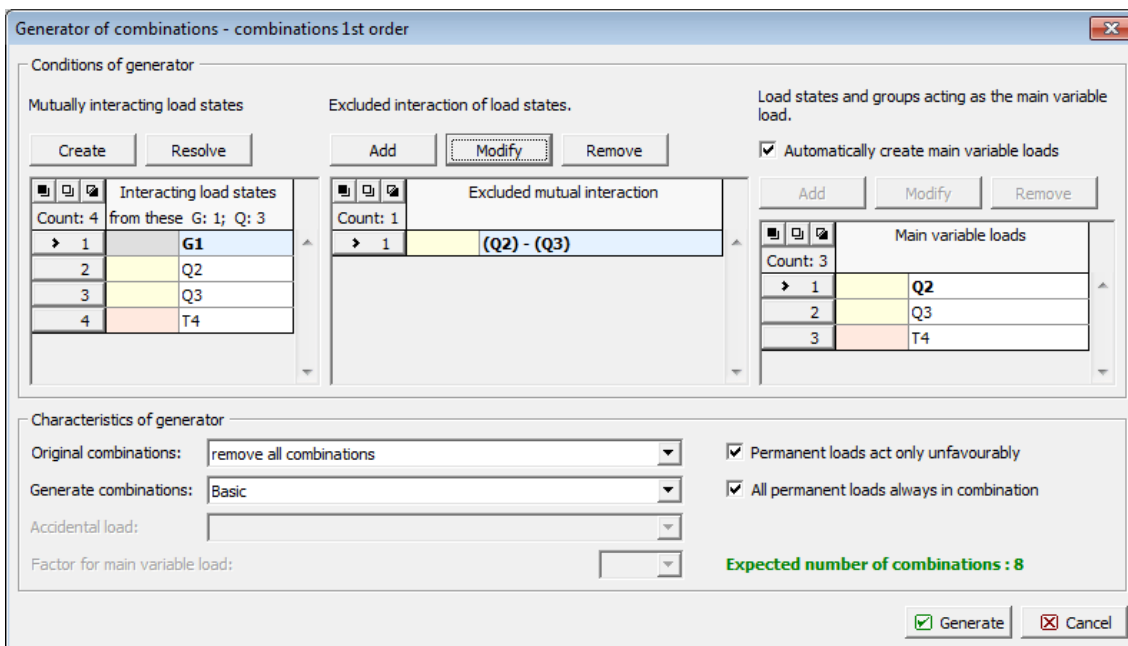 Generator of combinations - combinations 1st order
Conditions of generator
Mutually interacting load states
Create
Resolve
Interacting load states
Count: 4 from these G: 1; Q: 3
1 G1
2 Q2
3 Q3
4 T4
Excluded interaction of load states.
Add
Modify
Remove
Excluded mutual interaction
Count: 1
1 (Q2) - (Q3)
Load states and groups acting as the main variable
load.
Automatically create main variable loads
Add
Modify
Remove
Main variable loads
Count: 3
1 Q2
2 Q3
3 T4
Characteristics of generator
Original combinations: remove all combinations
Generate combinations: Basic
Accidental load:
Factor for main variable load:
Permanent loads act only unfavourably
All permanent loads always in combination
Expected number of combinations : 8
Generate
Cancel